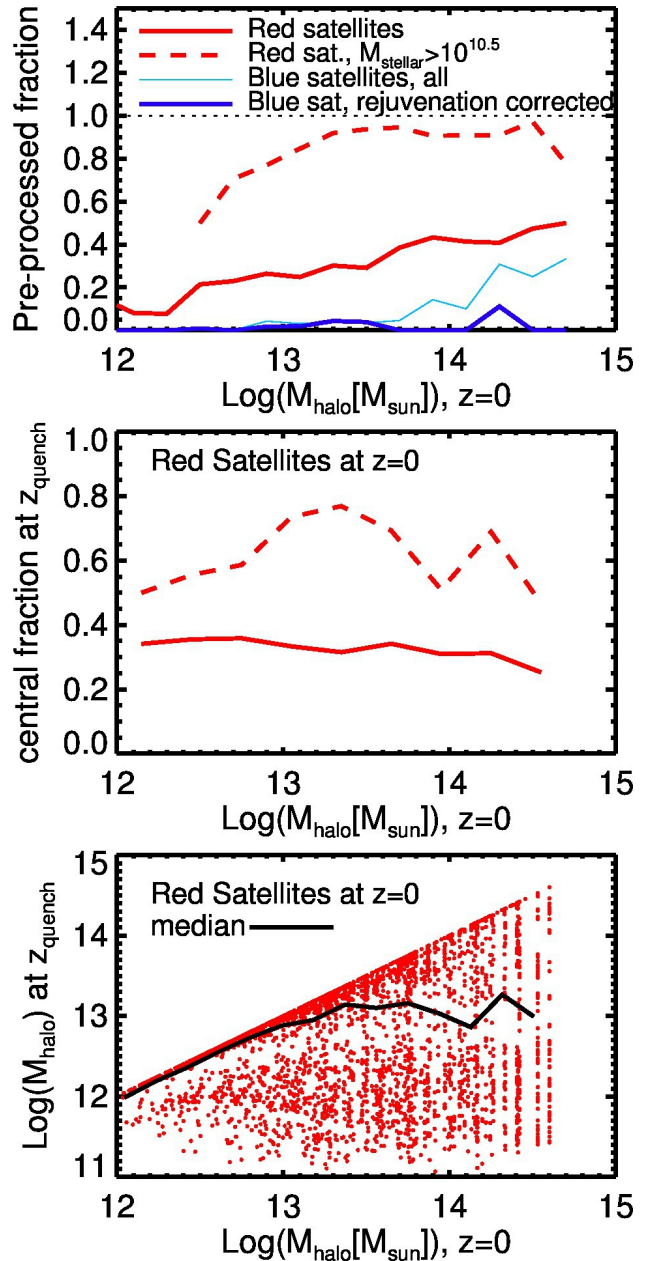 Red satellites
Red sat., M_stellar>10^10.5
Blue satellites, all
Blue sat, rejuvenation corrected
Pre-processed fraction
1.4
1.2
1.0
0.8
0.6
0.4
0.2
0.0
12 13 14 15
Log(M_halo[M_sun]), z=0
Red Satellites at z=0
central fraction at z_quench
1.0
0.8
0.6
0.4
0.2
0.0
12 13 14 15
Log(M_halo[M_sun]), z=0
Red Satellites at z=0
median
Log(M_halo) at z_quench
15
14
13
12
11
12 13 14 15
Log(M_halo[M_sun]), z=0